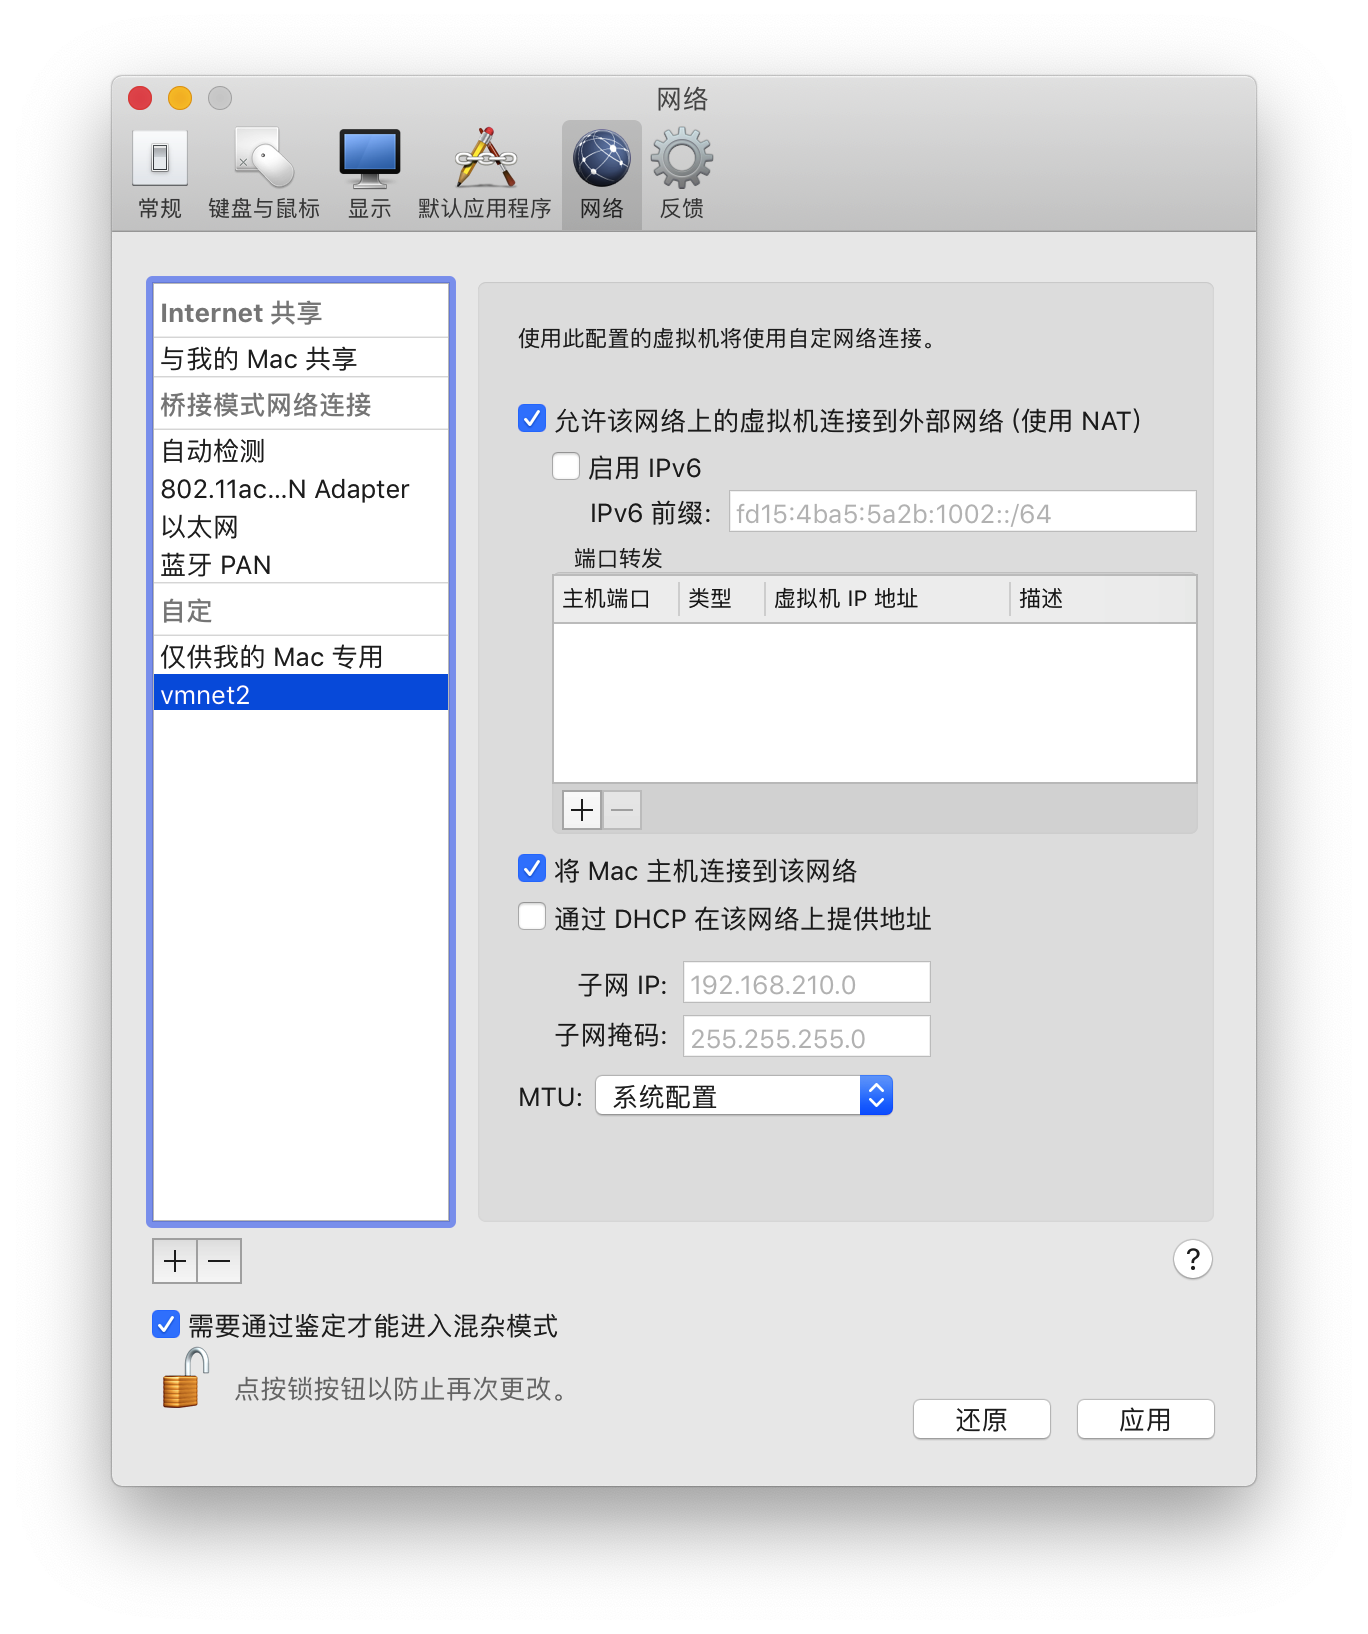 网络
常规 键盘与鼠标 显示 默认应用程序 网络 反馈
Internet 共享
与我的 Mac 共享
桥接模式网络连接
自动检测
802.11ac...N Adapter
以太网
蓝牙 PAN
自定
仅供我的 Mac 专用
vmnet2
使用此配置的虚拟机将使用自定网络连接。
允许该网络上的虚拟机连接到外部网络 (使用 NAT)
启用 IPv6
IPv6 前缀: fd15:4ba5:5a2b:1002::/64
端口转发
主机端口 类型 虚拟机 IP 地址 描述
将 Mac 主机连接到该网络
通过 DHCP 在该网络上提供地址
子网 IP: 192.168.210.0
子网掩码: 255.255.255.0
MTU: 系统配置
?
需要通过鉴定才能进入混杂模式
点按锁按钮以防止再次更改。
还原 应用